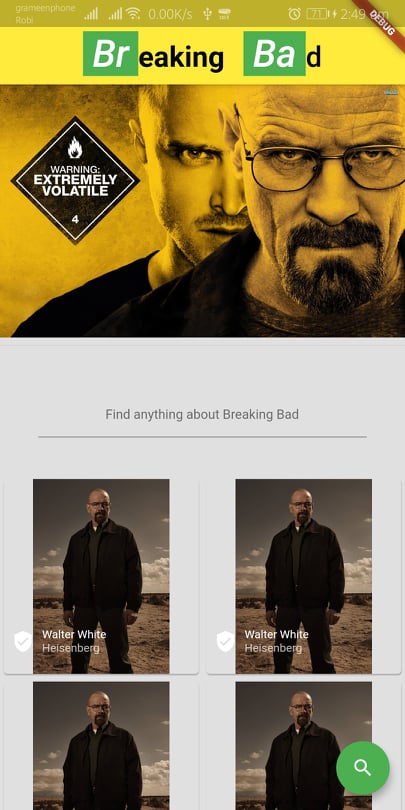 grameenphone
Robi
0.00K/s
71
2:49
DEBUG
Breaking Bad
WARNING:
EXTREMELY
VOLATILE
4
Find anything about Breaking Bad
Walter White
Heisenberg
Walter White
Heisenberg